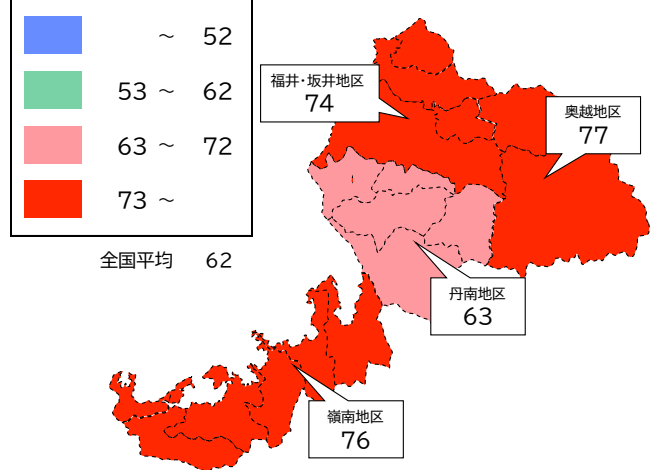 ～ 52
53 ～ 62
63 ～ 72
73 ～
全国平均 62
福井・坂井地区
74
奥越地区
77
丹南地区
63
嶺南地区
76